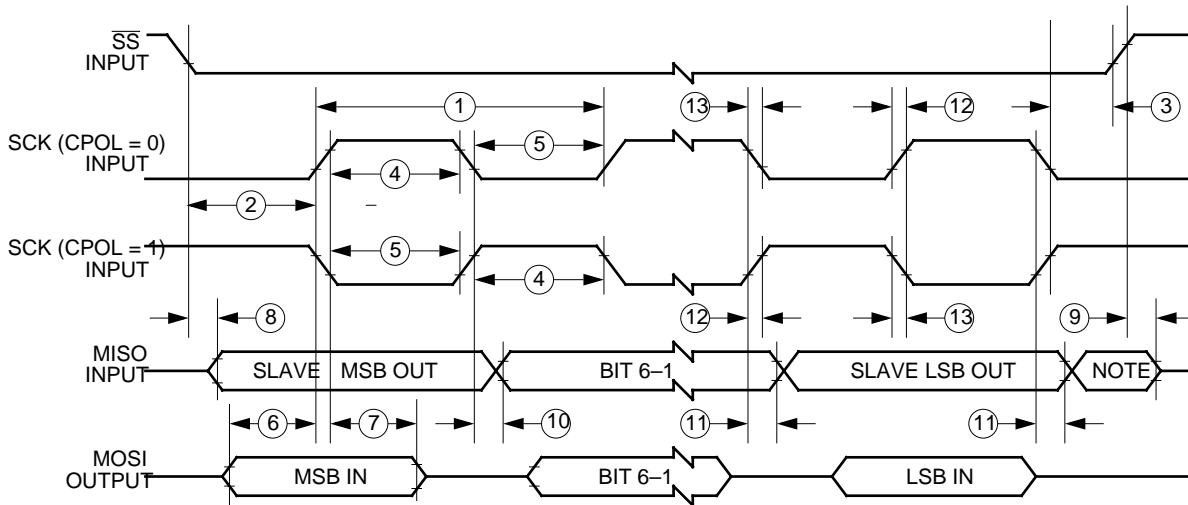 SS
INPUT
13
12
3
1
SCK (CPOL = 0)
INPUT
5
4
2
SCK (CPOL = 1)
INPUT
5
4
8
12
13
9
MISO
INPUT
SLAVE MSB OUT
BIT 6–1
SLAVE LSB OUT
NOTE
6
7
10
11
11
MOSI
OUTPUT
MSB IN
BIT 6–1
LSB IN